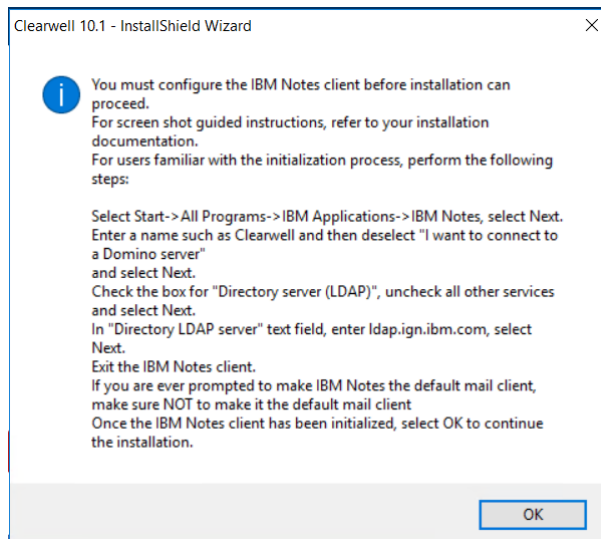 Clearwell 10.1 - InstallShield Wizard
You must configure the IBM Notes client before installation can
proceed.
For screen shot guided instructions, refer to your installation
documentation.
For users familiar with the initialization process, perform the following
steps:
Select Start->All Programs->IBM Applications->IBM Notes, select Next.
Enter a name such as Clearwell and then deselect "I want to connect to
a Domino server"
and select Next.
Check the box for "Directory server (LDAP)", uncheck all other services
and select Next.
In "Directory LDAP server" text field, enter ldap.ign.ibm.com, select
Next.
Exit the IBM Notes client.
If you are ever prompted to make IBM Notes the default mail client,
make sure NOT to make it the default mail client
Once the IBM Notes client has been initialized, select OK to continue
the installation.
OK